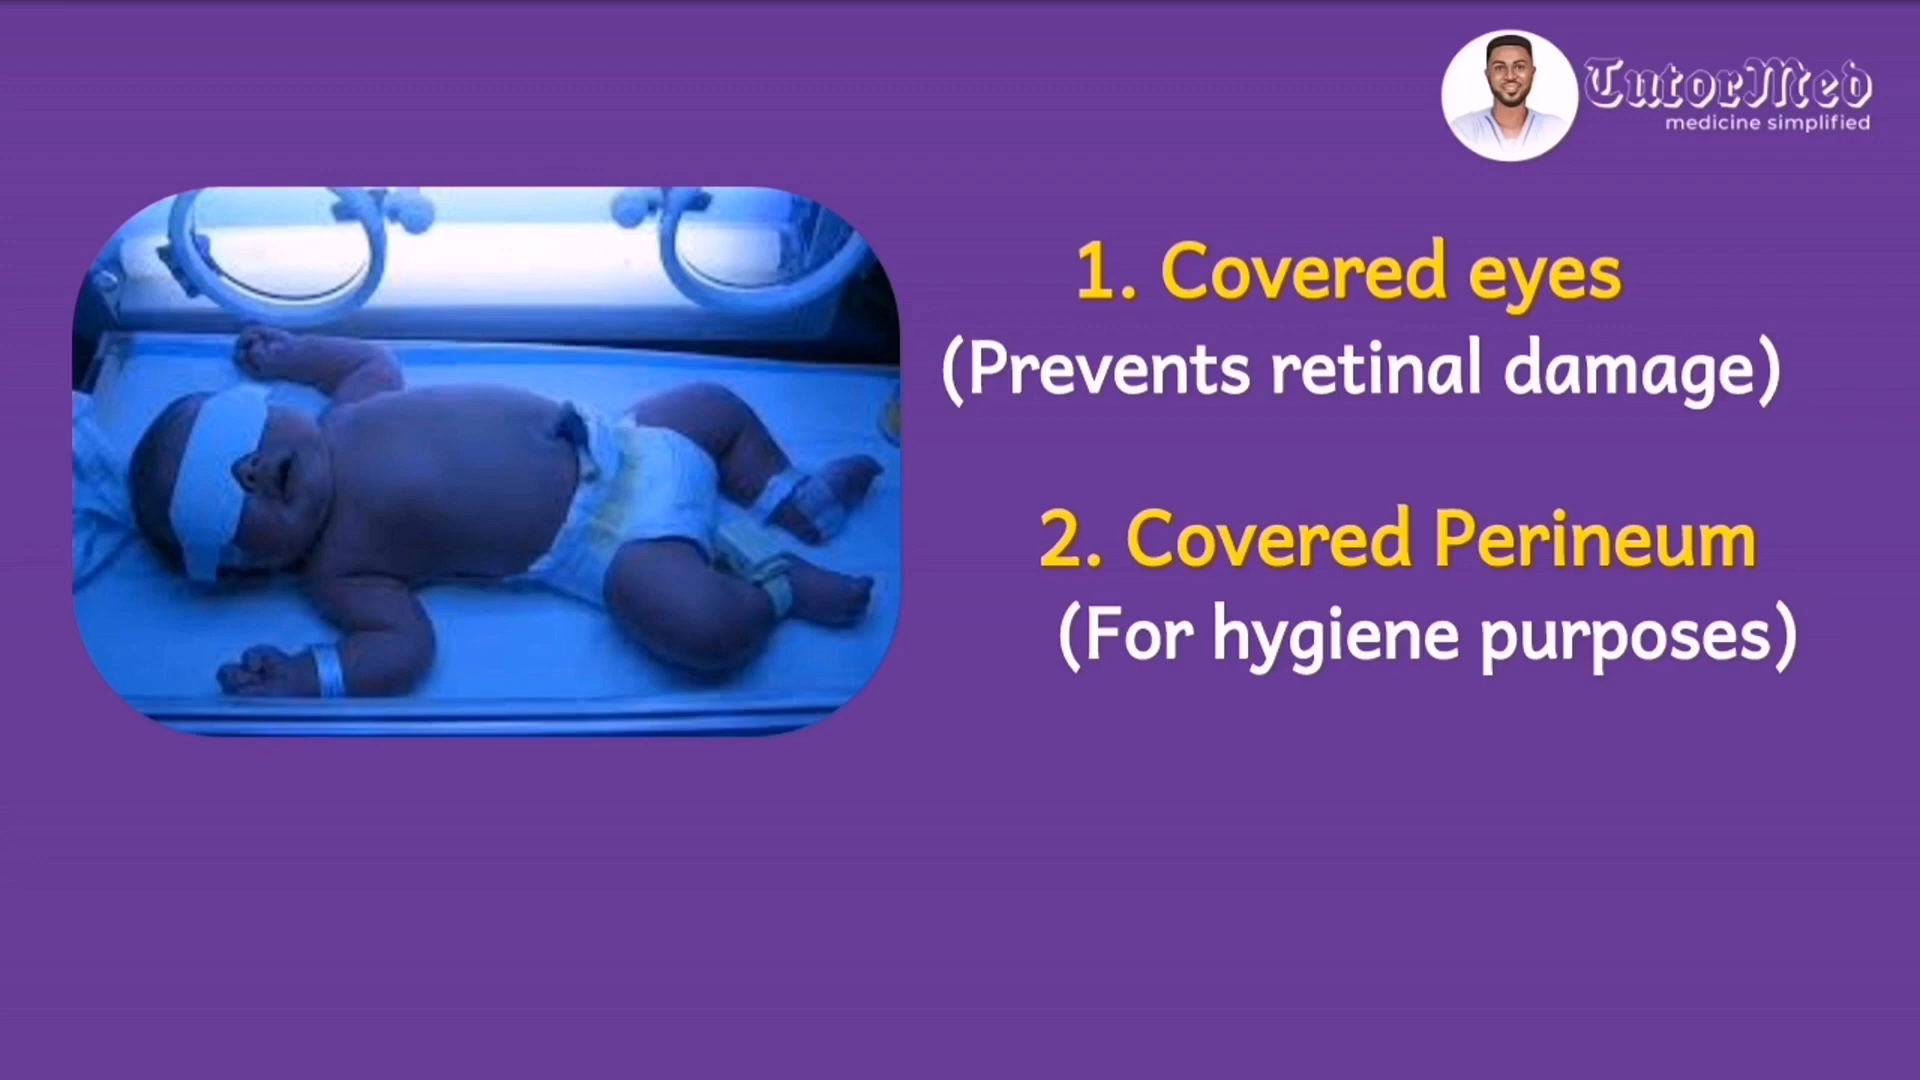 TutorMed
medicine simplified
1. Covered eyes
(Prevents retinal damage)
2. Covered Perineum
(For hygiene purposes)